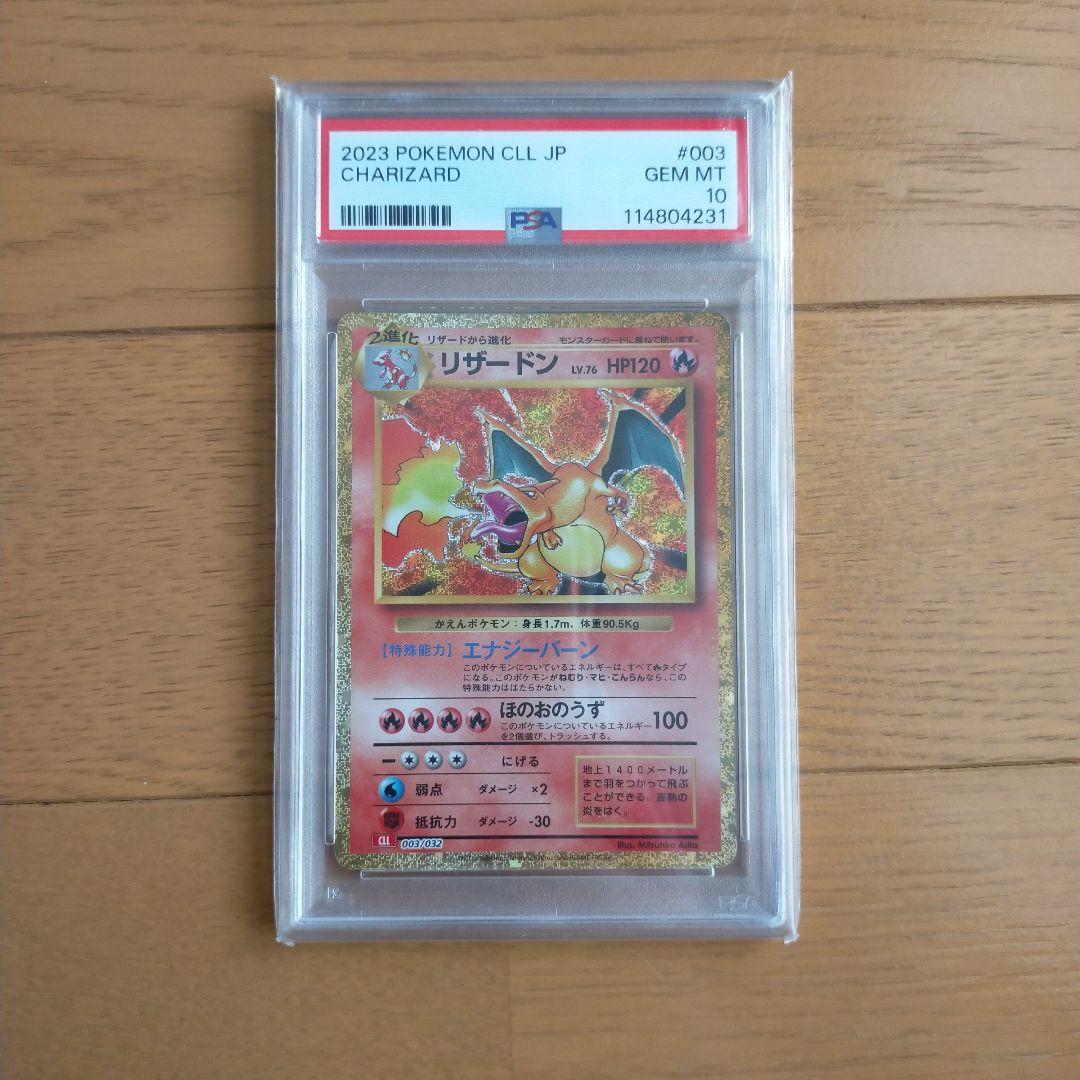 2023 POKEMON CLL JP #003
CHARIZARD GEM MT
10
PSA 114804231
2進化 リザードから進化 モンスターカードに重ねて使います。
リザードン LV.76 HP120
かえんポケモン：身長1.7m、体重90.5Kg
［特殊能力］ エナジーバーン
このポケモンについているエネルギーは、すべて🔥タイプ
になる。このポケモンがねむり・マヒ・こんらんなら、この
特殊能力ははたらかない。
ほのおのうず 100
このポケモンについているエネルギー
を2個選び、トラッシュする。
にげる
弱点 ダメージ ×2
抵抗力 ダメージ -30
地上1400メートル
まで羽をつかって飛ぶ
ことができる。高熱の
炎をはく。
CLL 003/032 Illus. Mitsuhiro Arita
PSA